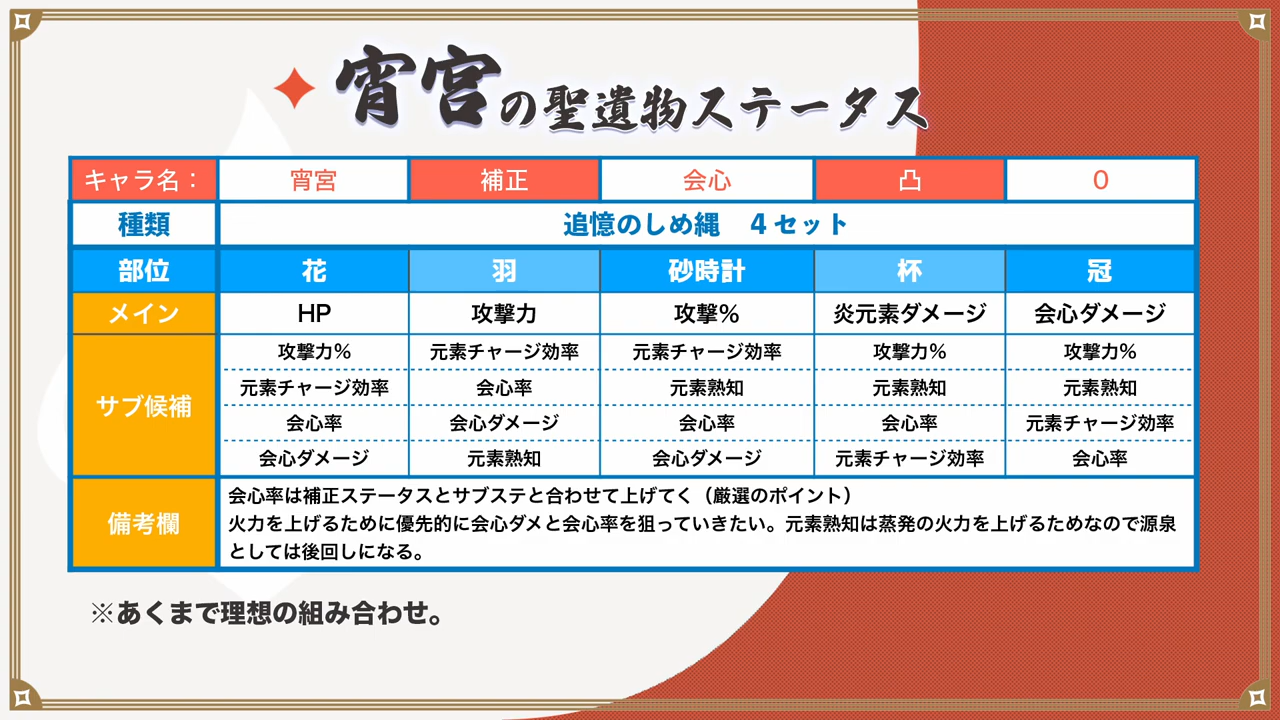 宵宮の聖遺物ステータス
キャラ名： 宵宮 補正 会心 凸 0
種類 追憶のしめ縄　4セット
部位 花 羽 砂時計 杯 冠
メイン HP 攻撃力 攻撃% 炎元素ダメージ 会心ダメージ
サブ候補
攻撃力% 元素チャージ効率 元素チャージ効率 攻撃力% 攻撃力%
元素チャージ効率 会心率 元素熟知 元素熟知 元素熟知
会心率 会心ダメージ 会心率 会心率 元素チャージ効率
会心ダメージ 元素熟知 会心ダメージ 元素チャージ効率 会心率
備考欄
会心率は補正ステータスとサブステと合わせて上げてく（厳選のポイント）
火力を上げるために優先的に会心ダメと会心率を狙っていきたい。元素熟知は蒸発の火力を上げるためなので源泉
としては後回しになる。
※あくまで理想の組み合わせ。